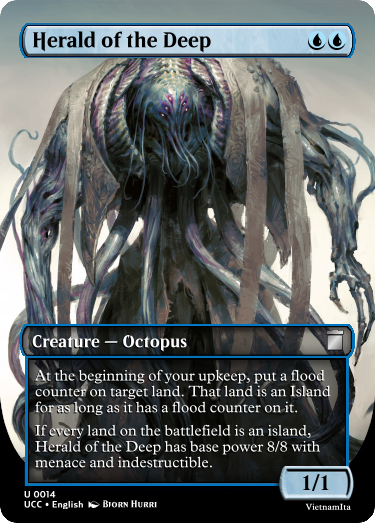 Herald of the Deep
Creature — Octopus
At the beginning of your upkeep, put a flood
counter on target land. That land is an Island
for as long as it has a flood counter on it.
If every land on the battlefield is an island,
Herald of the Deep has base power 8/8 with
menace and indestructible.
1/1
U 0014
UCC • English Bjorn Hurri
VietnamIta